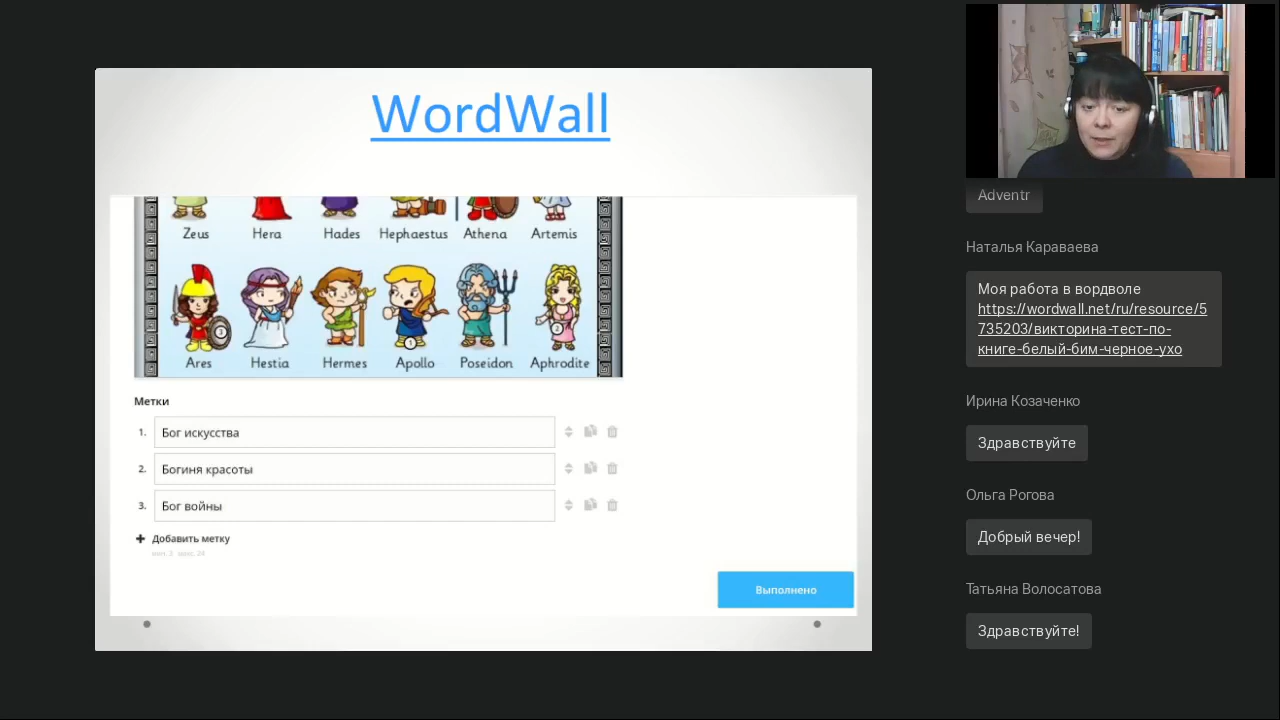 WordWall
Zeus Hera Hades Hephaestus Athena Artemis
Ares Hestia Hermes Apollo Poseidon Aphrodite
Метки
1. Бог искусства
2. Богиня красоты
3. Бог войны
Добавить метку
Выполнено
Adventr
Наталья Караваева
Моя работа в вордволе
https://wordwall.net/ru/resource/5
735203/викторина-тест-по-
книге-белый-бим-черное-ухо
Ирина Козаченко
Здравствуйте
Ольга Рогова
Добрый вечер!
Татьяна Волосатова
Здравствуйте!